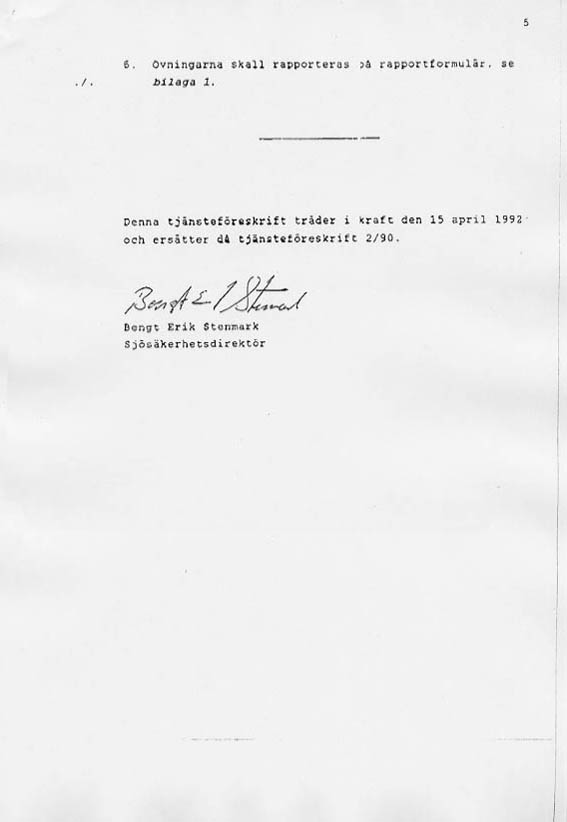 5
6. Övningarna skall rapporteras på rapportformulär, se
./. bilaga 1.
Denna tjänsteföreskrift träder i kraft den 15 april 1992
och ersätter då tjänsteföreskrift 2/90.
Bengt E Stenmark
Bengt Erik Stenmark
Sjösäkerhetsdirektör